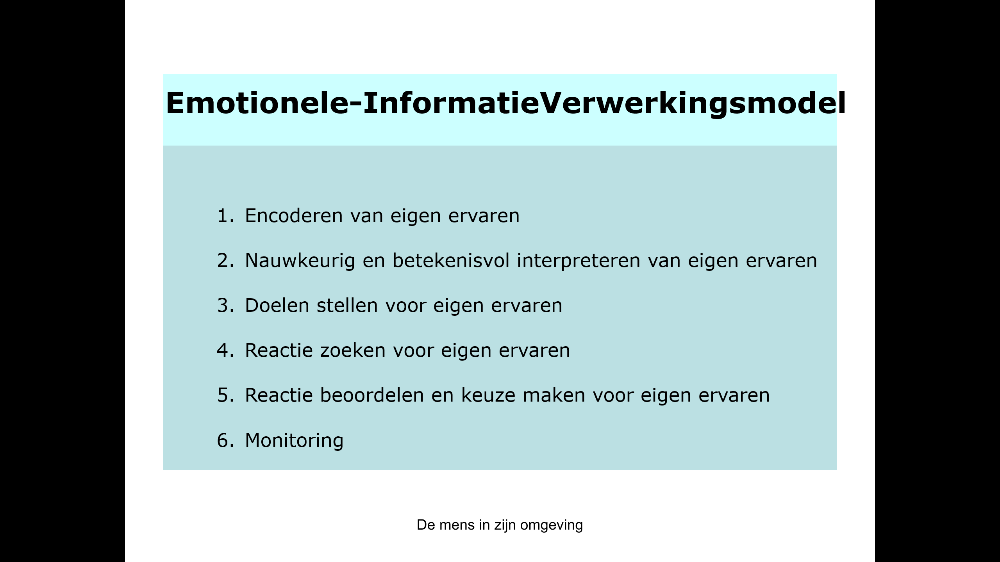 Emotionele-InformatieVerwerkingsmodel
1. Encoderen van eigen ervaren
2. Nauwkeurig en betekenisvol interpreteren van eigen ervaren
3. Doelen stellen voor eigen ervaren
4. Reactie zoeken voor eigen ervaren
5. Reactie beoordelen en keuze maken voor eigen ervaren
6. Monitoring
De mens in zijn omgeving